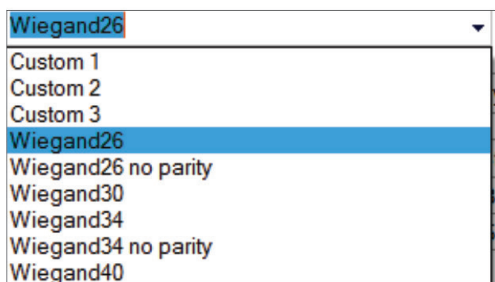 Wiegand26
Custom 1
Custom 2
Custom 3
Wiegand26
Wiegand26 no parity
Wiegand30
Wiegand34
Wiegand34 no parity
Wiegand40